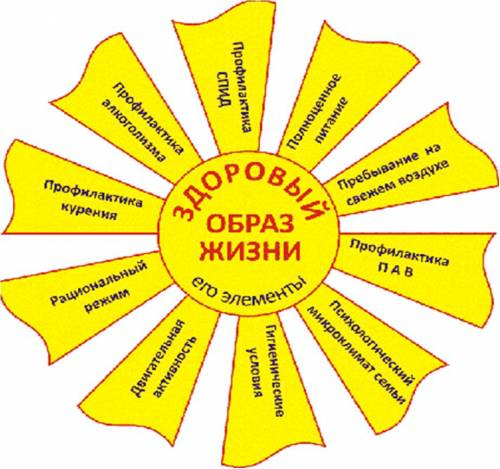 ЗДОРОВЫЙ
ОБРАЗ
ЖИЗНИ
его элементы
Профилактика
СПИД
Полноценное
питание
Пребывание на
свежем воздухе
Профилактика
П А В
Психологический
микроклимат семьи
Гигиенические
условия
Двигательная
активность
Рациональный
режим
Профилактика
курения
Профилактика
алкоголизма